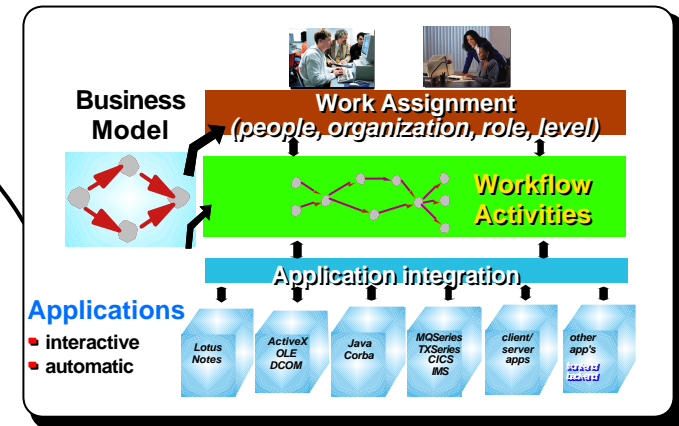 Business
Model
Work Assignment
(people, organization, role, level)
Workflow
Activities
Application integration
Applications
interactive
automatic
Lotus
Notes
ActiveX
OLE
DCOM
Java
Corba
MQSeries
TXSeries
CICS
IMS
client/
server
apps
other
app's